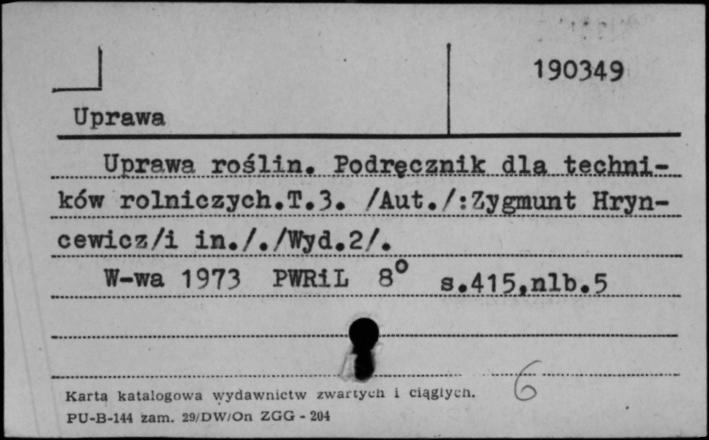 190349
Uprawa
Uprawa roślin. Podręcznik dla techni-
ków rolniczych.T.3. /Aut./:Zygmunt Hryn-
cewicz/i in././Wyd.2/.
W-wa 1973 PWRiL 8° s.415,nlb.5
6
Karta katalogowa wydawnictw zwartych i ciągłych.
PU-B-144 zam. 29/DW/On ZGG - 204